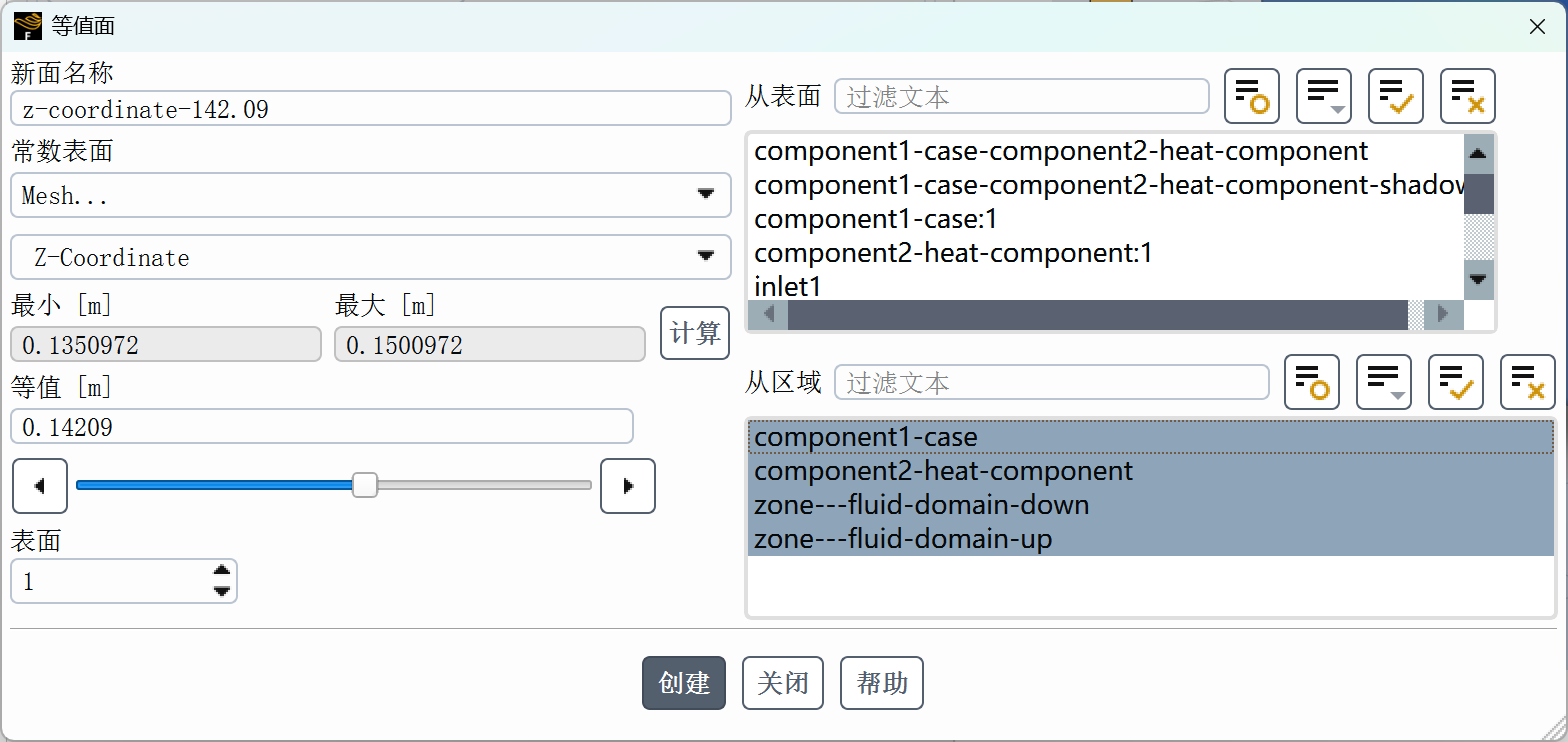 等值面
新面名称
z-coordinate-142.09
常数表面
Mesh...
Z-Coordinate
最小 [m]
最大 [m]
0.1350972
0.1500972
计算
等值 [m]
0.14209
表面
1
从表面
过滤文本
component1-case-component2-heat-component
component1-case-component2-heat-component-shadow
component1-case:1
component2-heat-component:1
inlet1
从区域
过滤文本
component1-case
component2-heat-component
zone---fluid-domain-down
zone---fluid-domain-up
创建
关闭
帮助